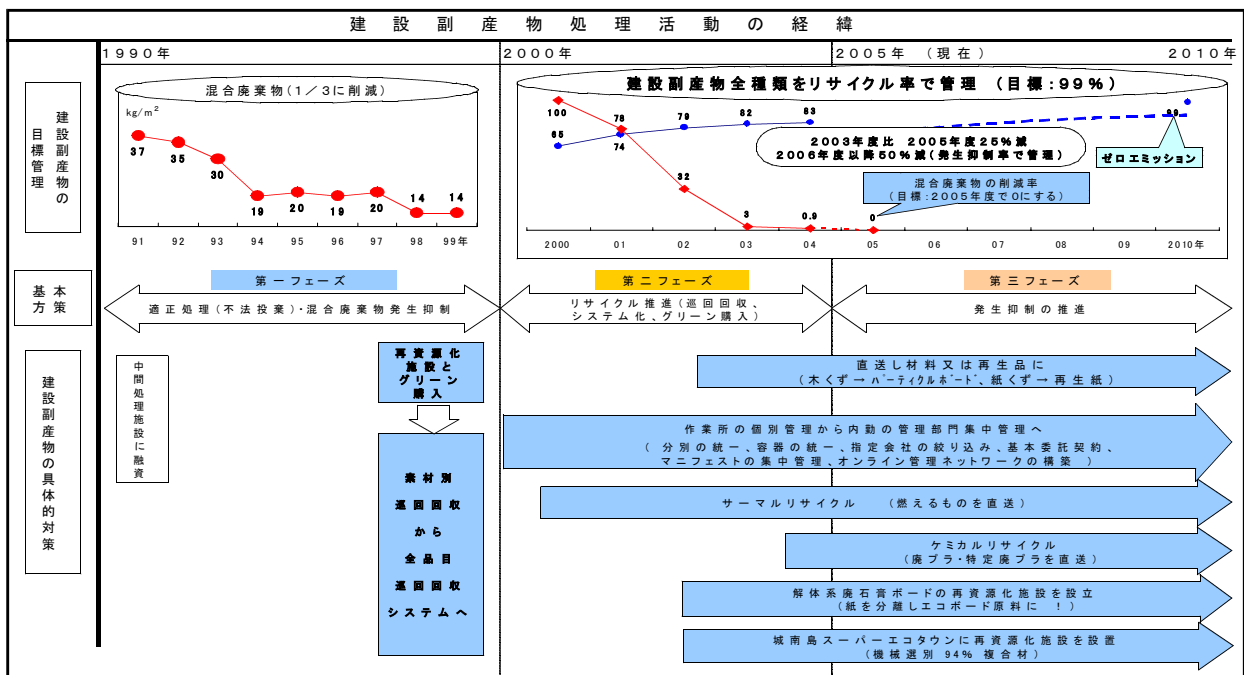 建設副産物処理活動の経緯
1990年
2000年
2005年 (現在)
2010年
建設副産物の
目標管理
混合廃棄物(1/3に削減)
kg/m²
37
35
30
19
20
19
20
14
14
91
92
93
94
95
96
97
98
99年
建設副産物全種類をリサイクル率で管理 (目標:99%)
100
78
65
74
79
82
83
32
3
0.9
0
99
2003年度比 2005年度25%減
2006年度以降50%減(発生抑制率で管理)
ゼロエミッション
混合廃棄物の削減率
(目標:2005年度で0にする)
2000
01
02
03
04
05
06
07
08
09
2010年
基本
方策
第一フェーズ
適正処理(不法投棄)・混合廃棄物発生抑制
第二フェーズ
リサイクル推進(巡回回収、
システム化、グリーン購入)
第三フェーズ
発生抑制の推進
建設副産物の具体的対策
中間処理施設に融資
再資源化
施設と
グリーン
購入
素材別
巡回回収
から
全品目
巡回回収
システムへ
直送し材料又は再生品に
(木くず→パーティクルボード、紙くず→再生紙)
作業所の個別管理から内勤の管理部門集中管理へ
( 分別の統一、容器の統一、指定会社の絞り込み、基本委託契約、
マニフェストの集中管理、オンライン管理ネットワークの構築 )
サーマルリサイクル (燃えるものを直送)
ケミカルリサイクル
(廃プラ・特定廃プラを直送)
解体系廃石膏ボードの再資源化施設を設立
(紙を分離しエコボード原料に !)
城南島スーパーエコタウンに再資源化施設を設置
(機械選別 94% 複合材)